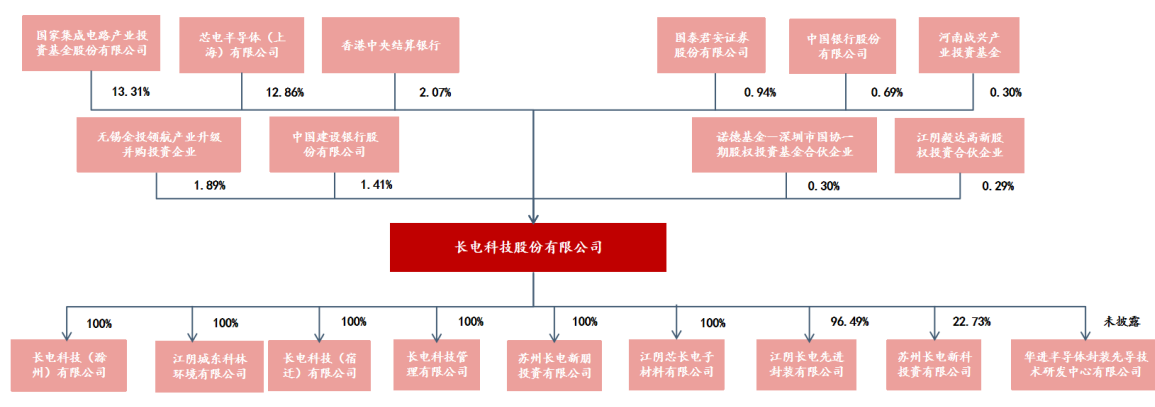 国家集成电路产业投
资基金股份有限公司
芯电半导体（上
海）有限公司
香港中央结算银行
国泰君安证券
股份有限公司
中国银行股份
有限公司
河南战兴产
业投资基金
13.31%
12.86%
2.07%
0.94%
0.69%
0.30%
无锡金投领航产业升级
并购投资企业
中国建设银行股
份有限公司
诺德基金—深圳市国协一
期股权投资基金合伙企业
江阴毅达高新股
权投资合伙企业
1.89%
1.41%
0.30%
0.29%
长电科技股份有限公司
100%
100%
100%
100%
100%
100%
96.49%
22.73%
未披露
长电科技（滁
州）有限公司
江阴城东科林
环境有限公司
长电科技（宿
迁）有限公司
长电科技管
理有限公司
苏州长电新朋
投资有限公司
江阴芯长电子
材料有限公司
江阴长电先进
封装有限公司
苏州长电新科
投资有限公司
华进半导体封装先导技
术研发中心有限公司